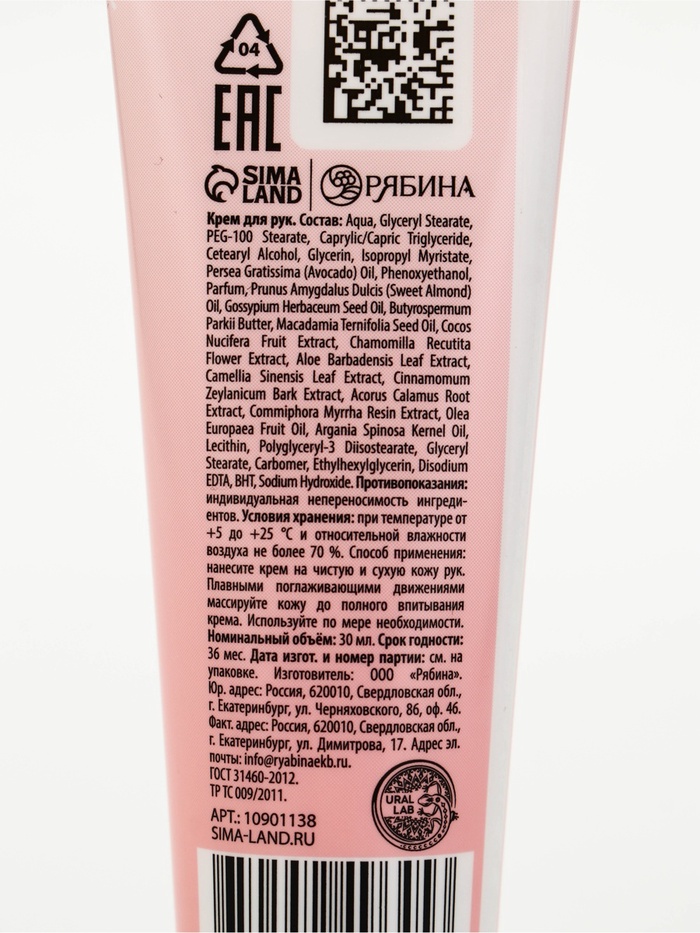 04
EAC
SIMA
LAND
РЯБИНА
Крем для рук. Состав: Aqua, Glyceryl Stearate,
PEG-100 Stearate, Caprylic/Capric Triglyceride,
Cetearyl Alcohol, Glycerin, Isopropyl Myristate,
Persea Gratissima (Avocado) Oil, Phenoxyethanol,
Parfum, Prunus Amygdalus Dulcis (Sweet Almond)
Oil, Gossypium Herbaceum Seed Oil, Butyrospermum
Parkii Butter, Macadamia Ternifolia Seed Oil, Cocos
Nucifera Fruit Extract, Chamomilla Recutita
Flower Extract, Aloe Barbadensis Leaf Extract,
Camellia Sinensis Leaf Extract, Cinnamomum
Zeylanicum Bark Extract, Acorus Calamus Root
Extract, Commiphora Myrrha Resin Extract, Olea
Europaea Fruit Oil, Argania Spinosa Kernel Oil,
Lecithin, Polyglyceryl-3 Diisostearate, Glyceryl
Stearate, Carbomer, Ethylhexylglycerin, Disodium
EDTA, BHT, Sodium Hydroxide. Противопоказания:
индивидуальная непереносимость ингреди-
ентов. Условия хранения: при температуре от
+5 до +25 °C и относительной влажности
воздуха не более 70 %. Способ применения:
нанесите крем на чистую и сухую кожу рук.
Плавными поглаживающими движениями
массируйте кожу до полного впитывания
крема. Используйте по мере необходимости.
Номинальный объём: 30 мл. Срок годности:
36 мес. Дата изгот. и номер партии: см. на
упаковке. Изготовитель: ООО «Рябина».
Юр. адрес: Россия, 620010, Свердловская обл.,
г. Екатеринбург, ул. Черняховского, 86, оф. 46.
Факт. адрес: Россия, 620010, Свердловская обл.,
г. Екатеринбург, ул. Димитрова, 17. Адрес эл.
почты: info@ryabinaekb.ru.
ГОСТ 31460-2012.
ТР ТС 009/2011.
URAL
LAB
АРТ.: 10901138
SIMA-LAND.RU